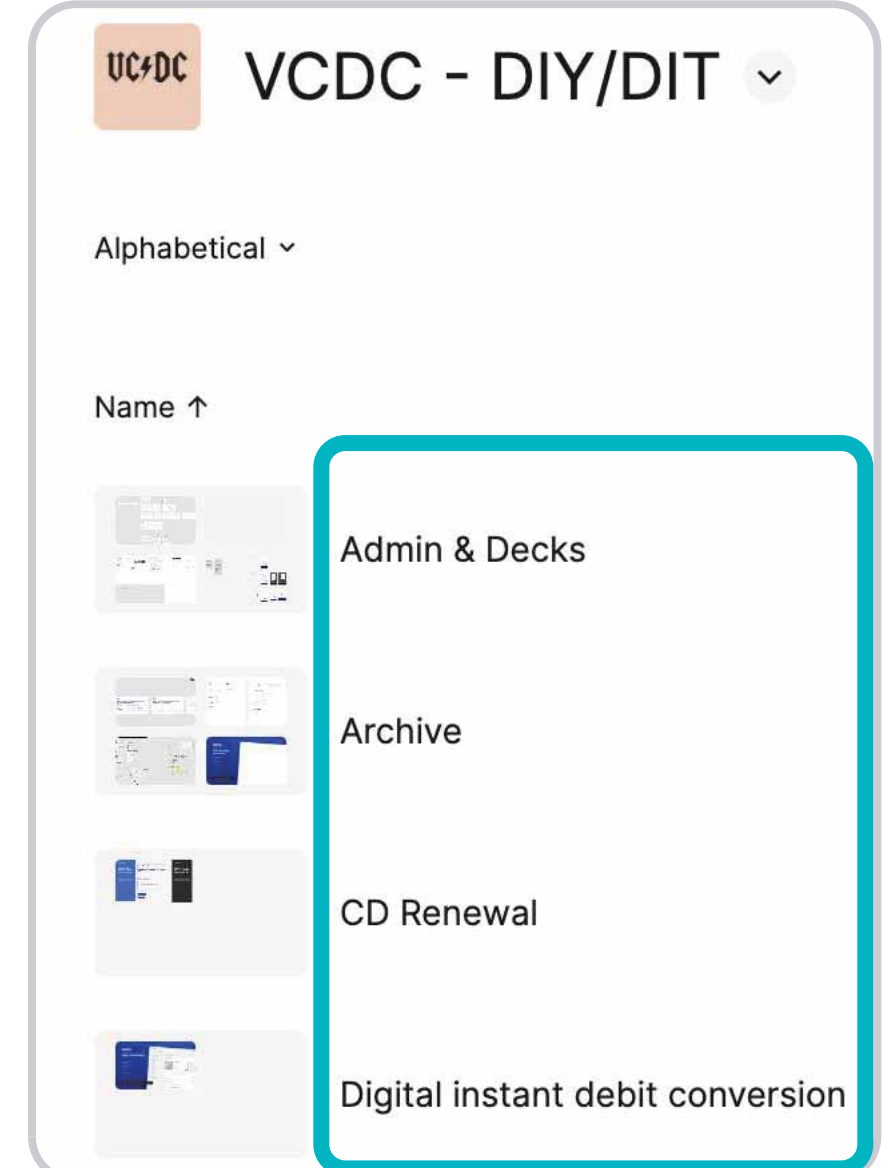 VC⚡DC
VCDC - DIY/DIT
Alphabetical
Name ↑
Admin & Decks
Archive
CD Renewal
Digital instant debit conversion